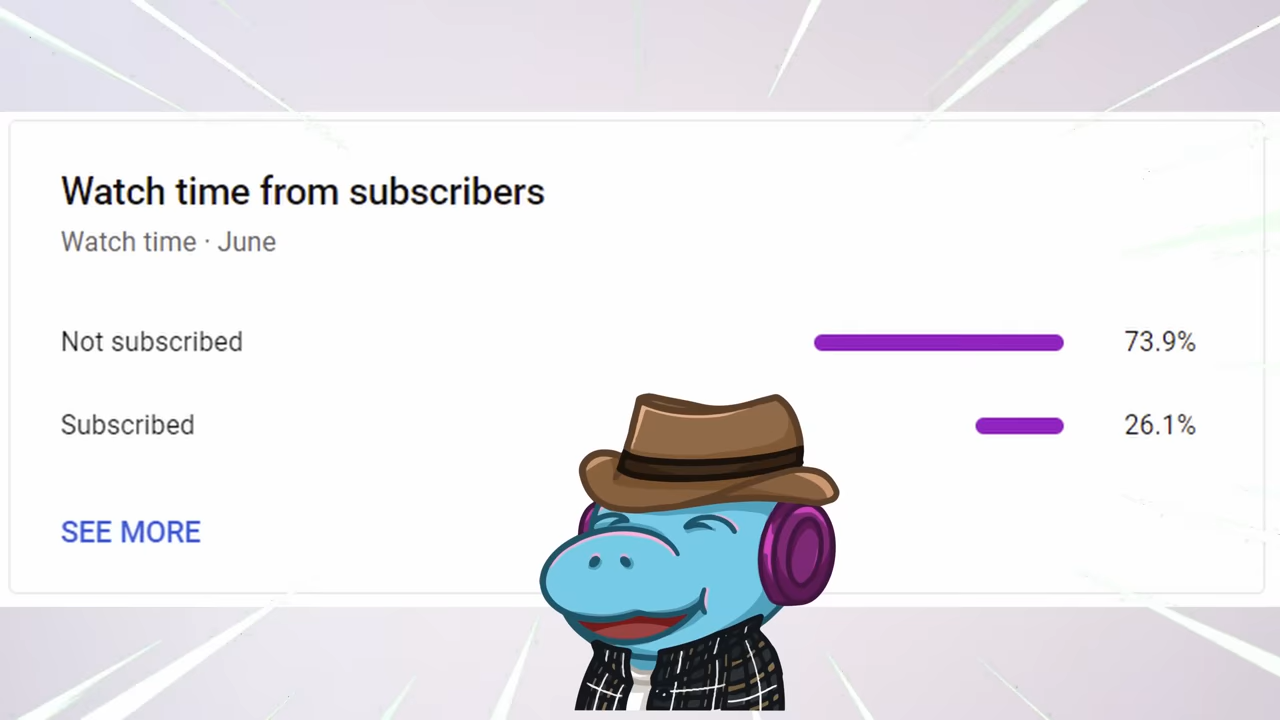 Watch time from subscribers
Watch time · June
Not subscribed 73.9%
Subscribed 26.1%
SEE MORE